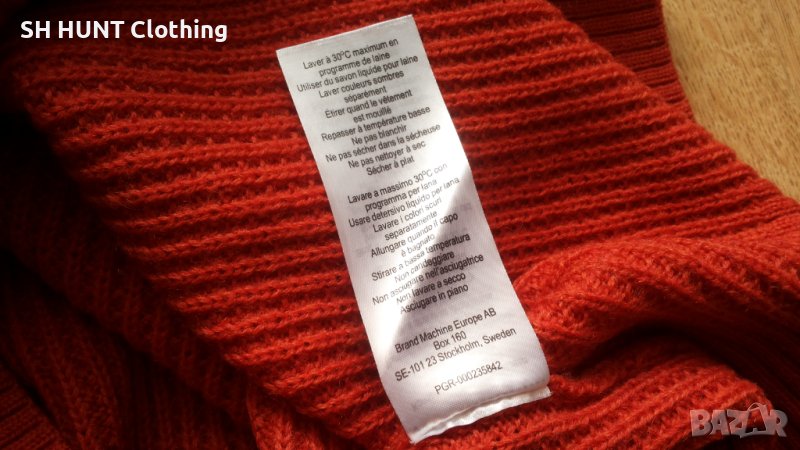 SH HUNT Clothing
Laver à 30°C maximum en
programme de laine
Utiliser du savon liquide pour laine
Laver couleurs sombres
séparément
Etirer quand le vêtement
est mouillé
Repasser à température basse
Ne pas blanchir
Ne pas sécher dans la sécheuse
Ne pas nettoyer à sec
Sécher à plat
Lavare a massimo 30°C con
programma per lana
Usare detersivo liquido per lana
Lavare i colori scuri
separatamente
Allungare quando il capo
è bagnato
Stirare a bassa temperatura
Non candeggiare
Non asciugare nell'asciugatrice
Non lavare a secco
Asciugare in piano
Brand Machine Europe AB
Box 160
SE-101 23 Stockholm, Sweden
PGR-000235842
BAZAR